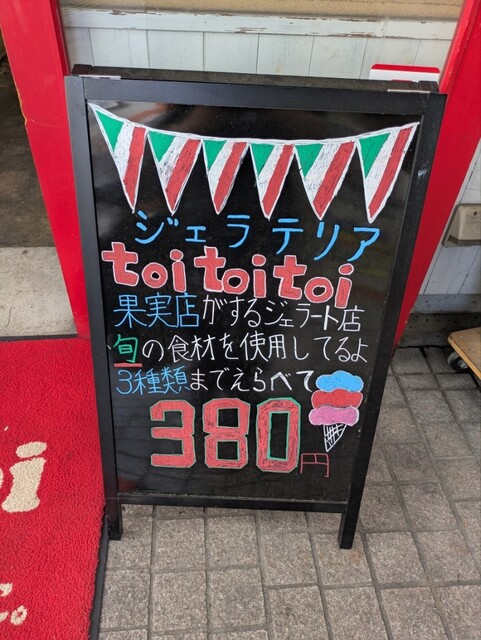 ジェラテリア
toitoitoi
果実店がするジェラート店
旬の食材を使用してるよ
3種類までえらべて
380円
oi
o.